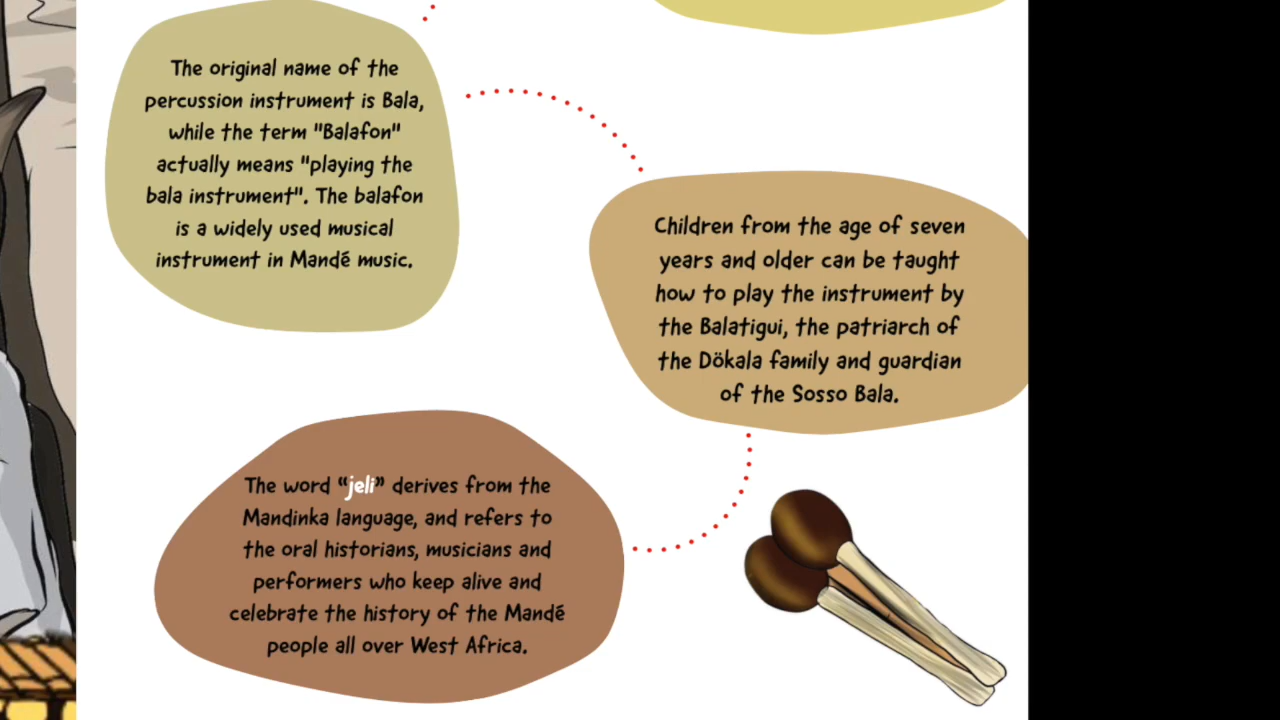 The original name of the
percussion instrument is Bala,
while the term "Balafon"
actually means "playing the
bala instrument". The balafon
is a widely used musical
instrument in Mandé music.
Children from the age of seven
years and older can be taught
how to play the instrument by
the Balatigui, the patriarch of
the Dökala family and guardian
of the Sosso Bala.
The word “jeli” derives from the
Mandinka language, and refers to
the oral historians, musicians and
performers who keep alive and
celebrate the history of the Mandé
people all over West Africa.